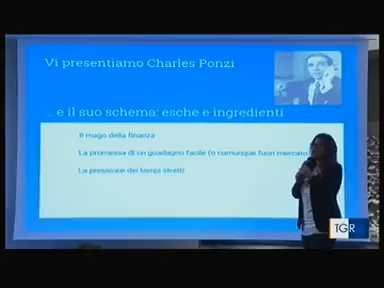 Vi presentiamo Charles Ponzi
... e il suo schema: esche e ingredienti
Il mago della finanza
La promessa di un guadagno facile (o comunque fuori mercato
La pressione dei tempi stretti
TGR